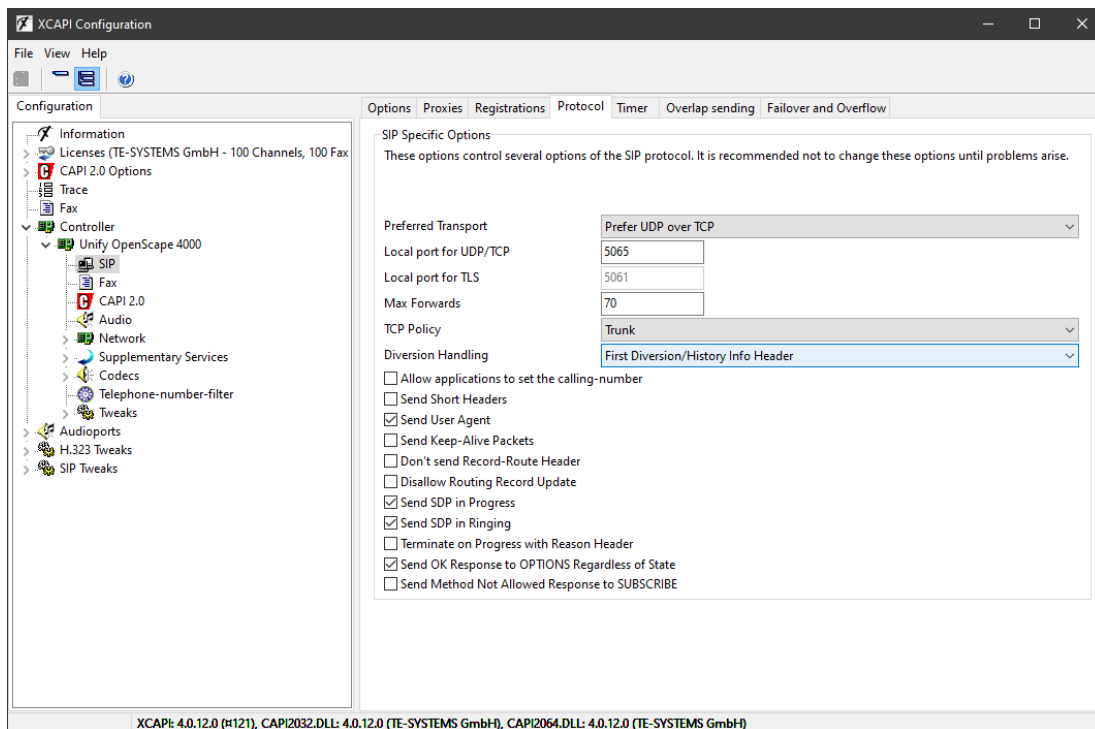 XCAPI Configuration
File View Help
Configuration
Information
Licenses (TE-SYSTEMS GmbH - 100 Channels, 100 Fax
CAPI 2.0 Options
Trace
Fax
Controller
Unify OpenScape 4000
SIP
Fax
CAPI 2.0
Audio
Network
Supplementary Services
Codecs
Telephone-number-filter
Tweaks
Audioports
H.323 Tweaks
SIP Tweaks
Options Proxies Registrations Protocol Timer Overlap sending Failover and Overflow
SIP Specific Options
These options control several options of the SIP protocol. It is recommended not to change these options until problems arise.
Preferred Transport Prefer UDP over TCP
Local port for UDP/TCP 5065
Local port for TLS 5061
Max Forwards 70
TCP Policy Trunk
Diversion Handling First Diversion/History Info Header
Allow applications to set the calling-number
Send Short Headers
Send User Agent
Send Keep-Alive Packets
Don't send Record-Route Header
Disallow Routing Record Update
Send SDP in Progress
Send SDP in Ringing
Terminate on Progress with Reason Header
Send OK Response to OPTIONS Regardless of State
Send Method Not Allowed Response to SUBSCRIBE
XCAPI: 4.0.12.0 (¤121), CAPI2032.DLL: 4.0.12.0 (TE-SYSTEMS GmbH), CAPI2064.DLL: 4.0.12.0 (TE-SYSTEMS GmbH)